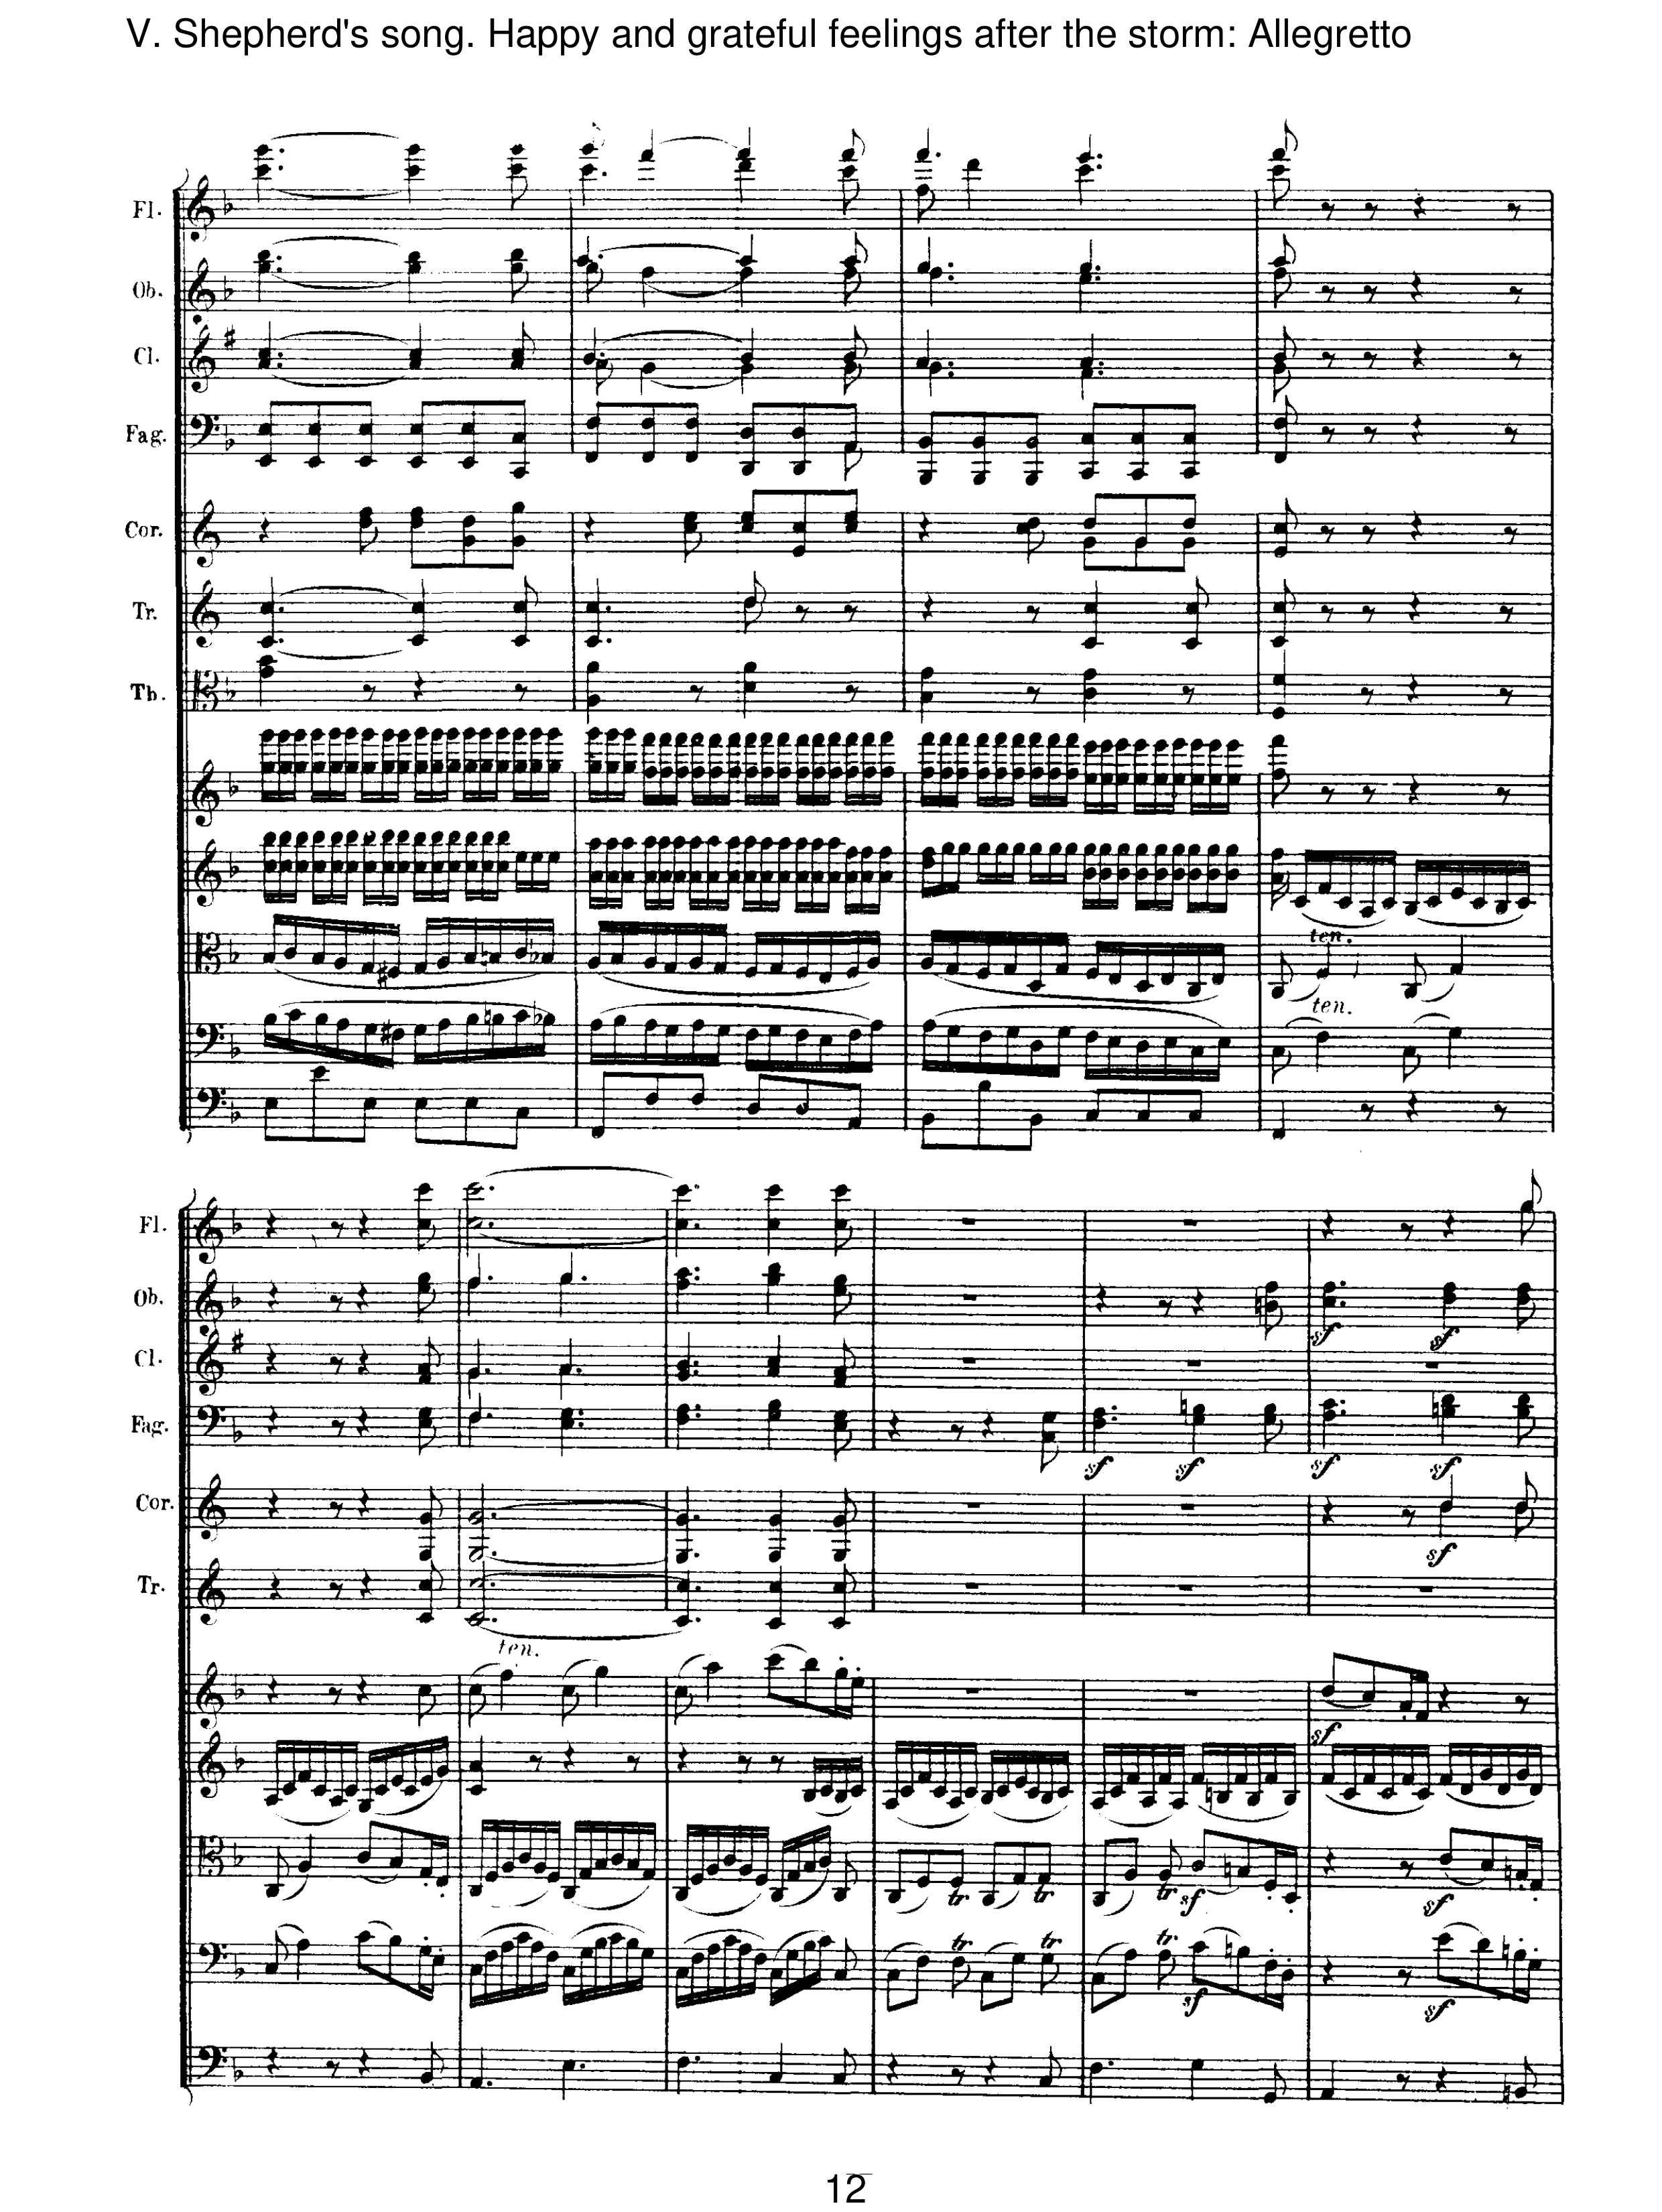 V. Shepherd's song. Happy and grateful feelings after the storm: Allegretto
Fl.
Ob.
Cl.
Fag.
Cor.
Tr.
Tb.
ten.
ten.
Fl.
Ob.
Cl.
Fag.
sf sf
sf sf sf sf
Cor.
sf
Tr.
ten.
sf
tr tr tr sf sf
tr tr tr sf sf
12